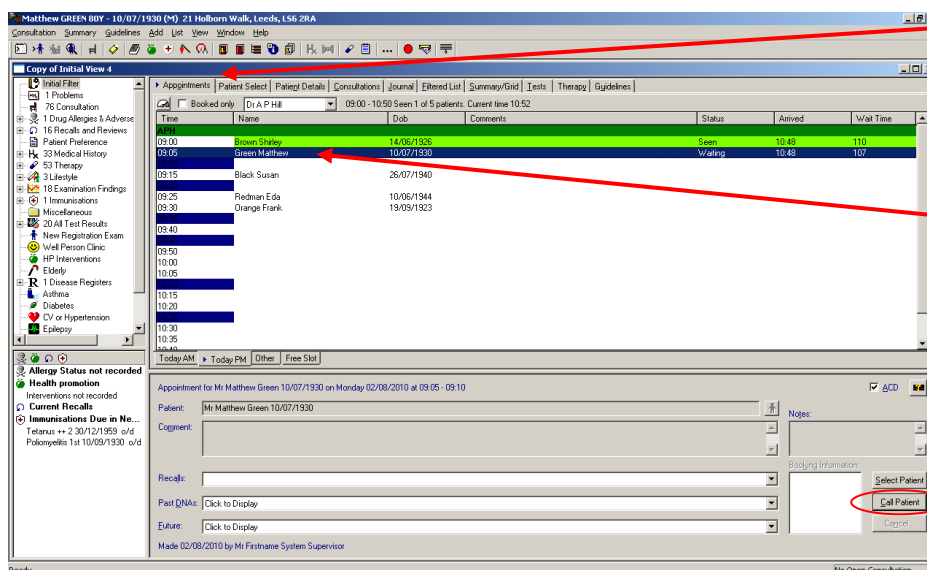 Matthew GREEN 80Y - 10/07/1930 (M) 21 Holborn Walk, Leeds, LS6 2RA
Consultation Summary Guidelines Add List View Window Help
Copy of Initial View 4
Initial Filter
1 Problems
76 Consultation
1 Drug Allergies & Adverse
16 Recalls and Reviews
Patient Preference
33 Medical History
53 Therapy
3 Lifestyle
18 Examination Findings
1 Immunisations
Miscellaneous
20 All Test Results
New Registration Exam
Well Person Clinic
HP Interventions
Elderly
1 Disease Registers
Asthma
Diabetes
CV or Hypertension
Epilepsy
Allergy Status not recorded
Health promotion
Interventions not recorded
Current Recalls
Immunisations Due in Ne...
Tetanus ++ 2 30/12/1959 o/d
Poliomyelitis 1st 10/09/1930 o/d
Appointments Patient Select Patient Details Consultations Journal Filtered List Summary/Grid Tests Therapy Guidelines
Booked only Dr A P Hill 09:00 - 10:50 Seen 1 of 5 patients. Current time 10:52
Time Name Dob Comments Status Arrived Wait Time
APH
09:00 Brown Shirley 14/06/1926 Seen 10:48 110
09:05 Green Matthew 10/07/1930 Waiting 10:48 107
09:15 Black Susan 26/07/1940
09:25 Redman Eda 10/06/1944
09:30 Orange Frank 19/09/1923
09:40
09:50
10:00
10:05
10:15
10:20
10:30
10:35
Today AM Today PM Other Free Slot
Appointment for Mr Matthew Green 10/07/1930 on Monday 02/08/2010 at 09:05 - 09:10
ACD
Patient: Mr Matthew Green 10/07/1930
Notes:
Comment:
Booking Information:
Recalls:
Select Patient
Past DNAs: Click to Display
Call Patient
Future: Click to Display
Cancel...
Made 02/08/2010 by Mr Firstname System Supervisor